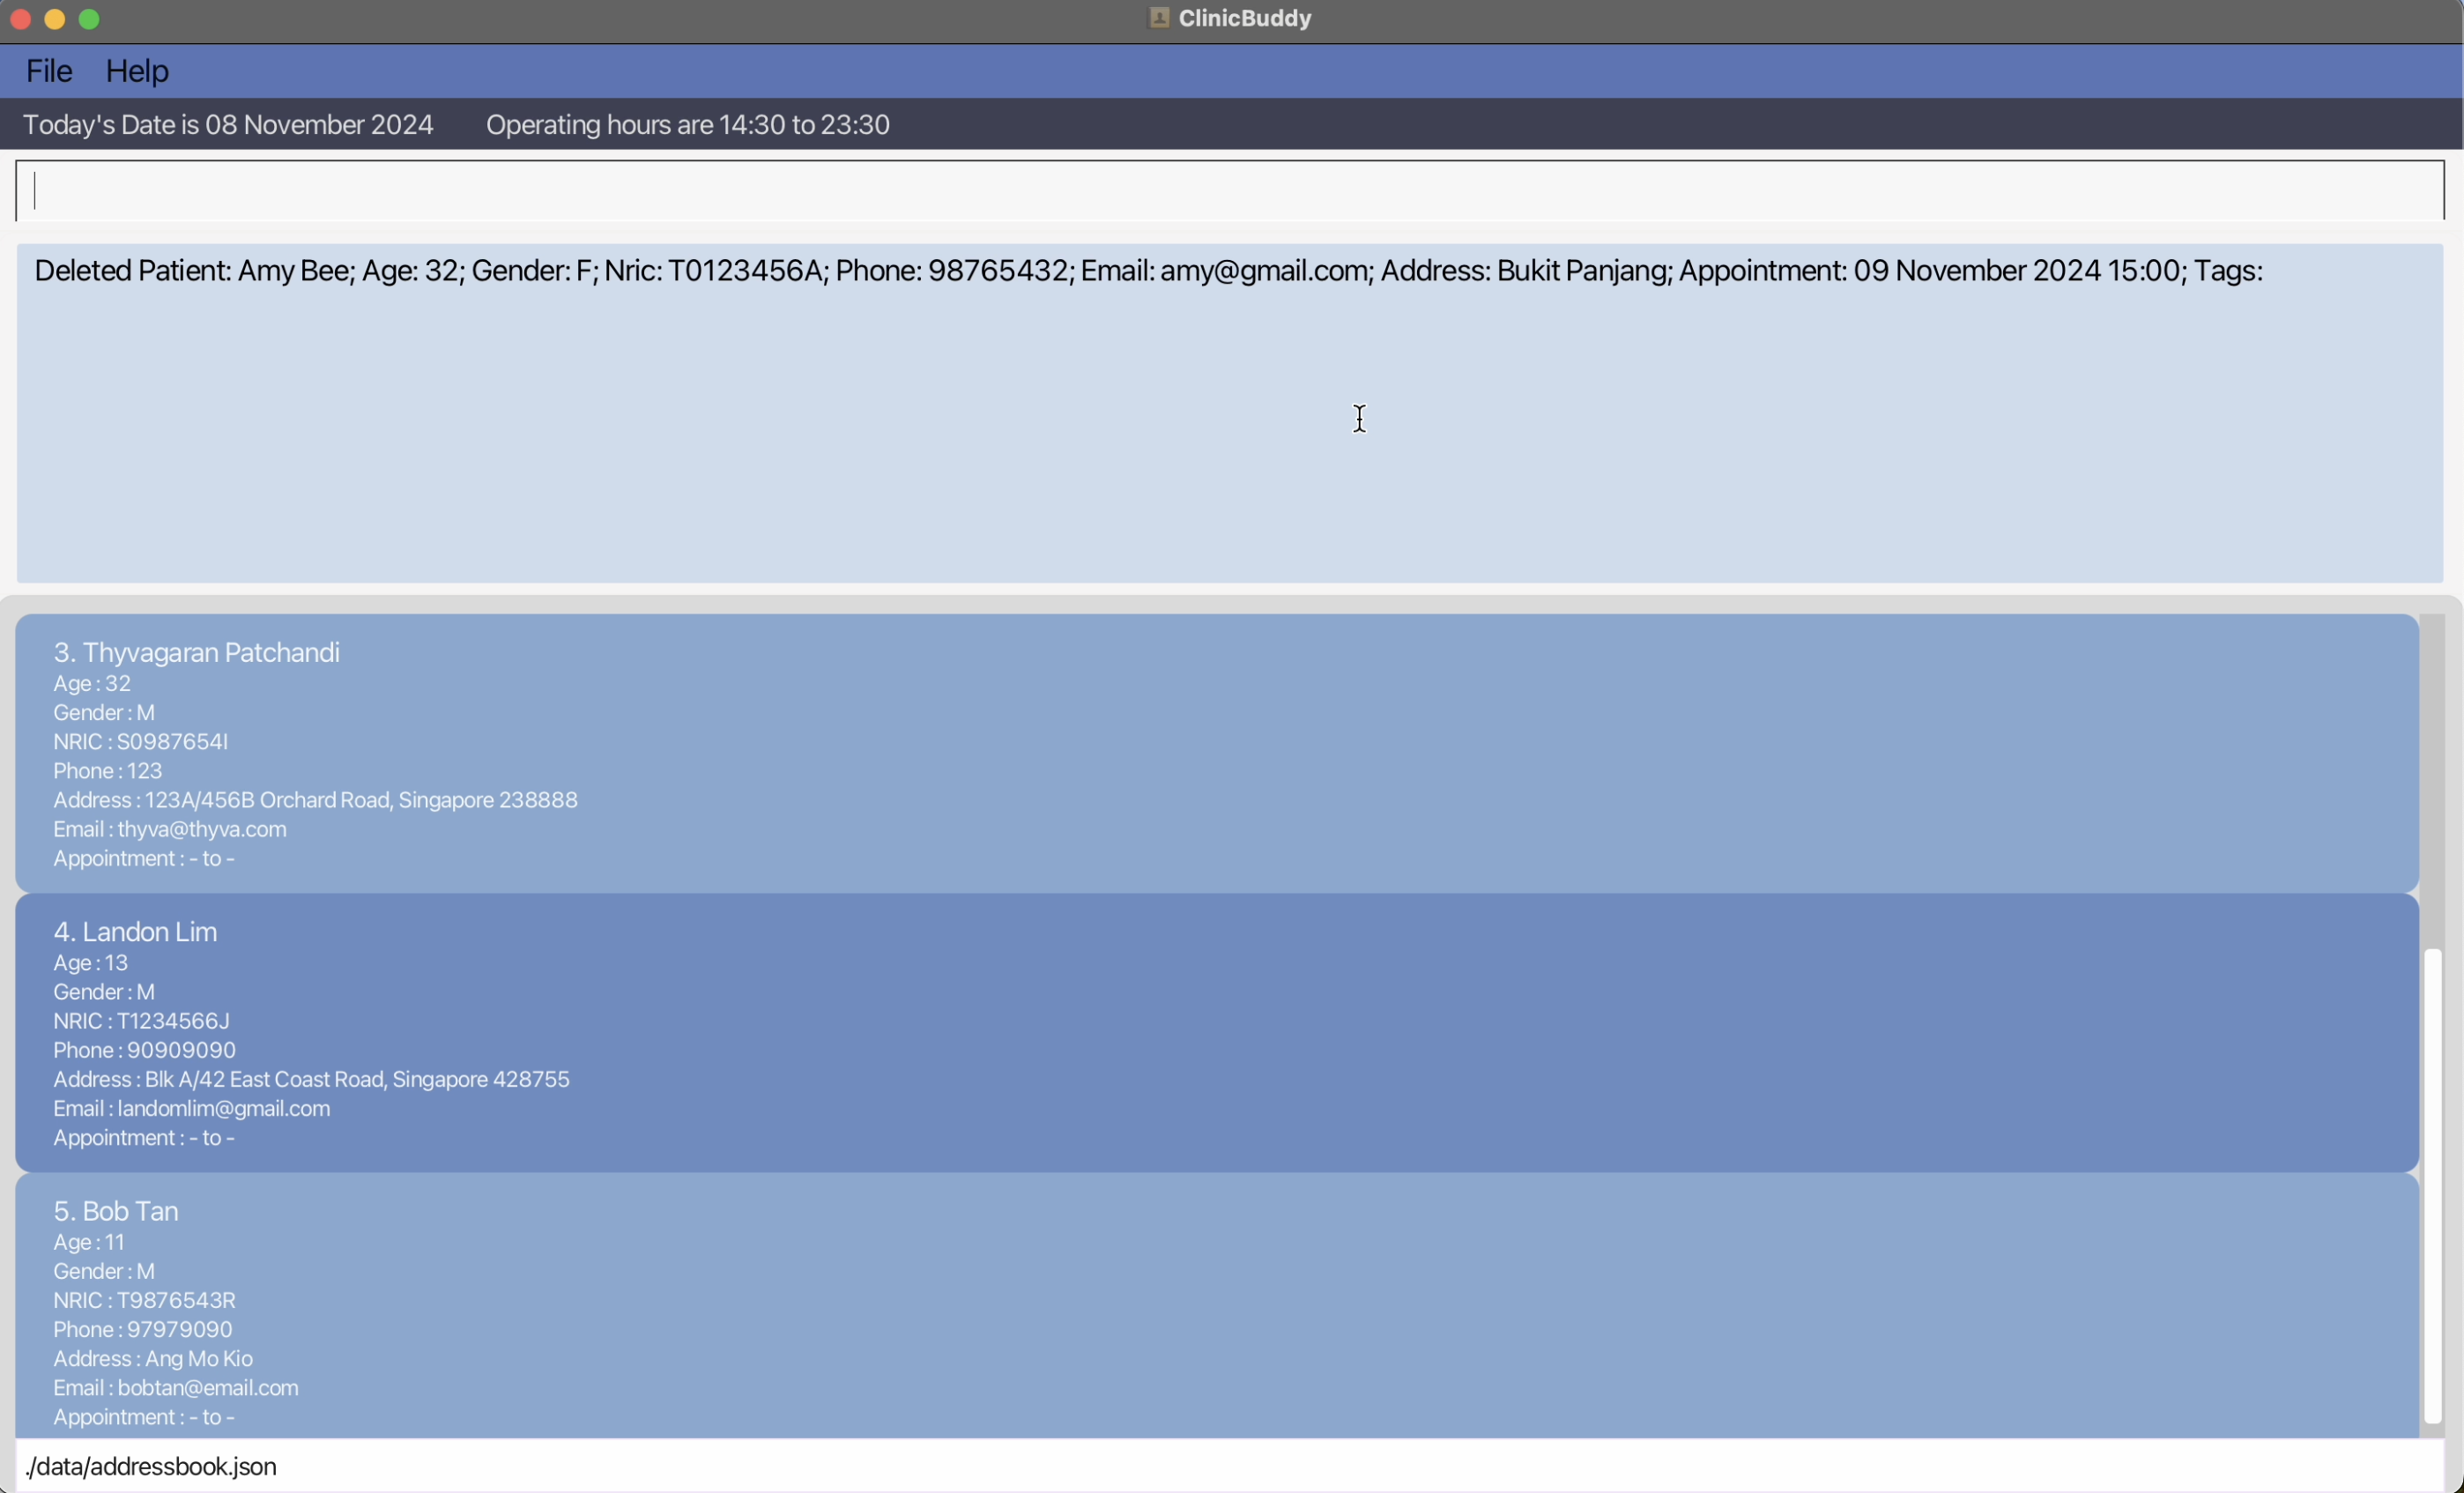 ClinicBuddy
File Help
Today's Date is 08 November 2024 Operating hours are 14:30 to 23:30
Deleted Patient: Amy Bee; Age: 32; Gender: F; Nric: T0123456A; Phone: 98765432; Email: amy@gmail.com; Address: Bukit Panjang; Appointment: 09 November 2024 15:00; Tags:
3. Thyvagaran Patchandi
Age : 32
Gender : M
NRIC : S0987654I
Phone : 123
Address : 123A/456B Orchard Road, Singapore 238888
Email : thyva@thyva.com
Appointment : - to -
4. Landon Lim
Age : 13
Gender : M
NRIC : T1234566J
Phone : 90909090
Address : Blk A/42 East Coast Road, Singapore 428755
Email : landomlim@gmail.com
Appointment : - to -
5. Bob Tan
Age : 11
Gender : M
NRIC : T9876543R
Phone : 97979090
Address : Ang Mo Kio
Email : bobtan@email.com
Appointment : - to -
./data/addressbook.json